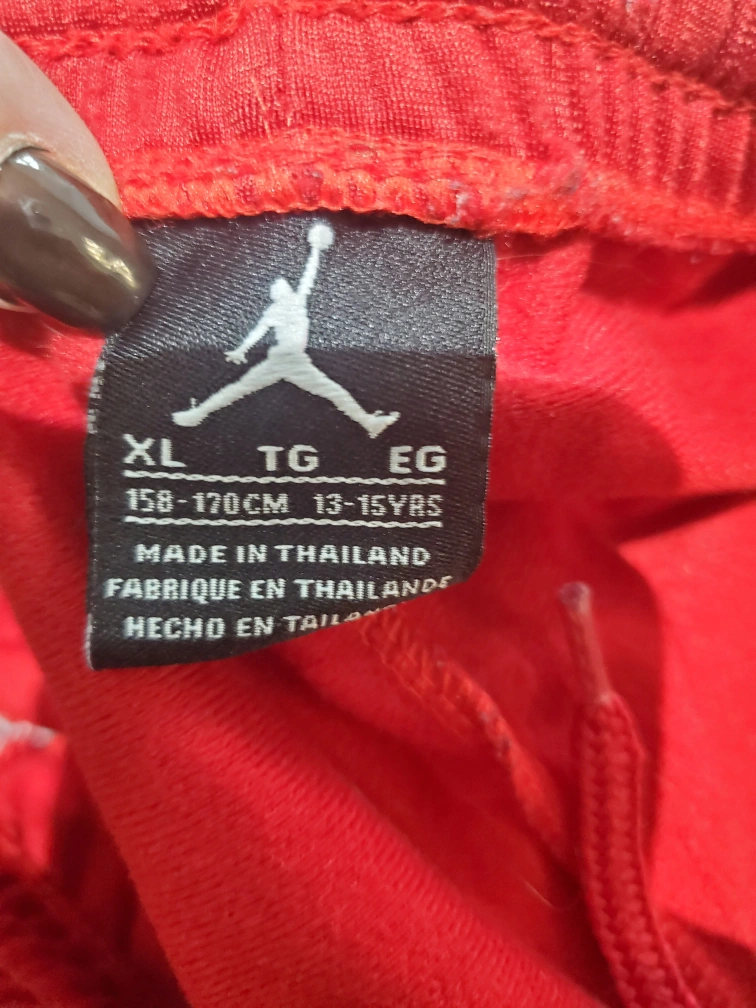 XL TG EG
158-170CM 13-15YRS
MADE IN THAILAND
FABRIQUE EN THAILANDE
HECHO EN